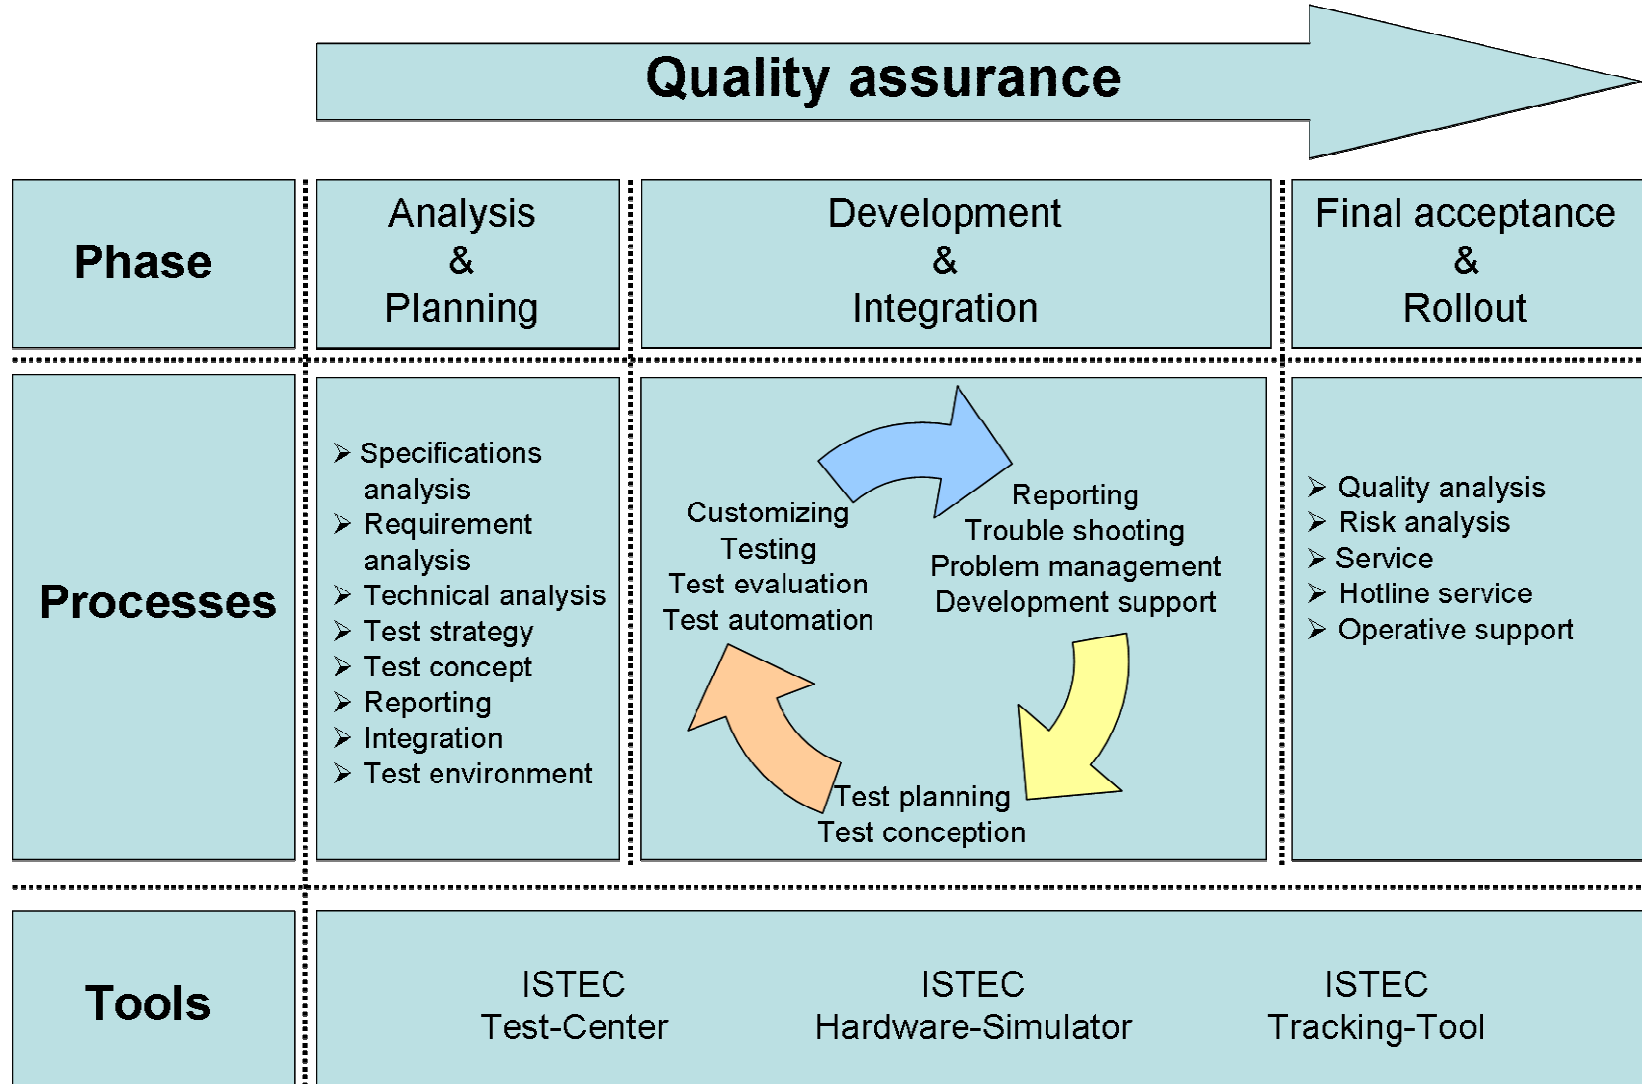 Quality assurance
Phase
Analysis
&
Planning
Development
&
Integration
Final acceptance
&
Rollout
Processes
➢ Specifications
analysis
➢ Requirement
analysis
➢ Technical analysis
➢ Test strategy
➢ Test concept
➢ Reporting
➢ Integration
➢ Test environment
Customizing
Testing
Test evaluation
Test automation
Reporting
Trouble shooting
Problem management
Development support
Test planning
Test conception
➢ Quality analysis
➢ Risk analysis
➢ Service
➢ Hotline service
➢ Operative support
Tools
ISTEC
Test-Center
ISTEC
Hardware-Simulator
ISTEC
Tracking-Tool